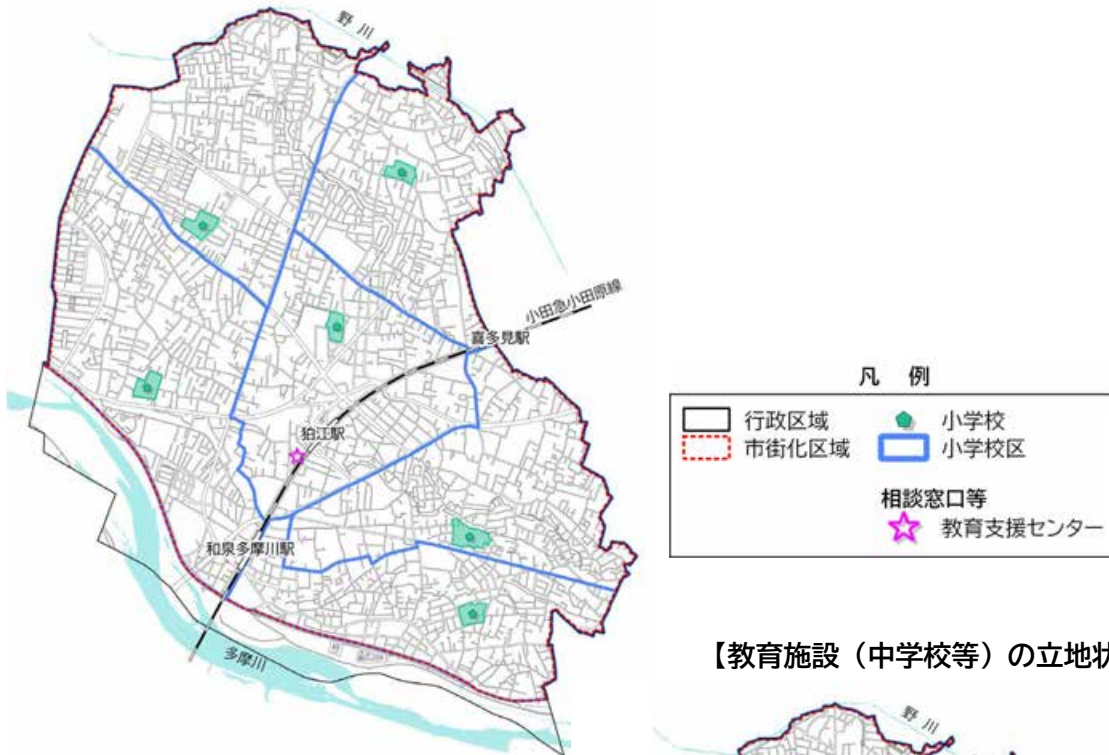 野川
小田急小田原線
喜多見駅
狛江駅
和泉多摩川駅
多摩川
凡例
行政区域
小学校
市街化区域
小学校区
相談窓口等
教育支援センター
【教育施設（中学校等）の立地状
野川